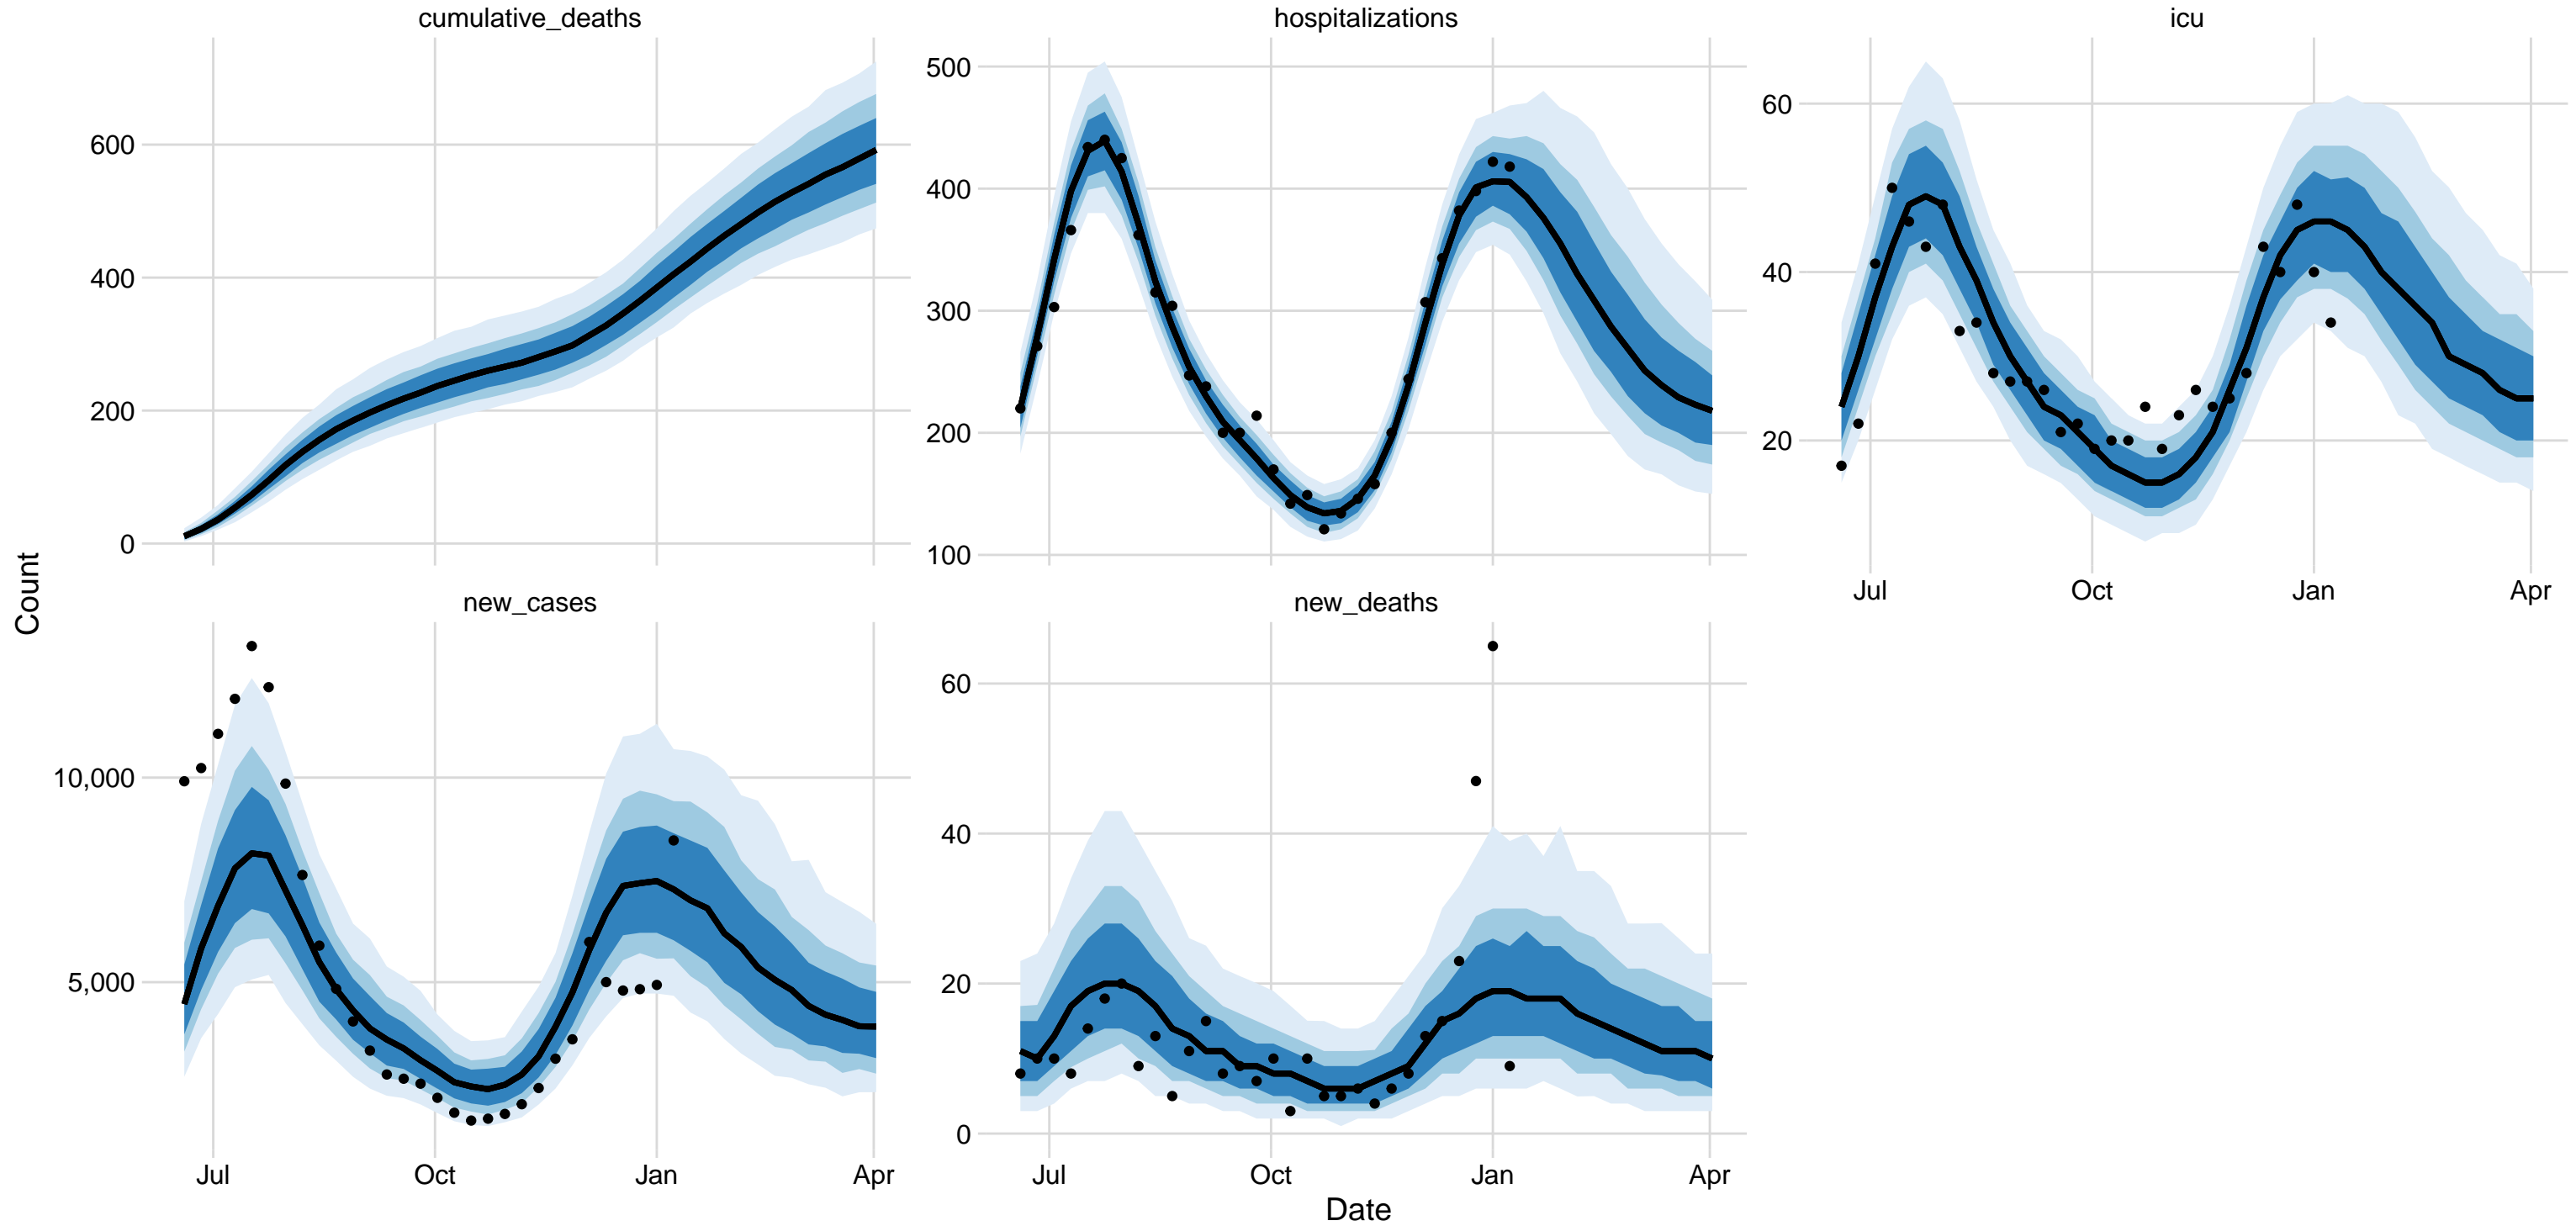 cumulative_deaths
hospitalizations
icu
600
400
200
0
500
400
300
200
100
60
40
20
Jul
Oct
Jan
Apr
Count
new_cases
new_deaths
10,000
5,000
60
40
20
0
Jul
Oct
Jan
Apr
Jul
Oct
Jan
Apr
Date